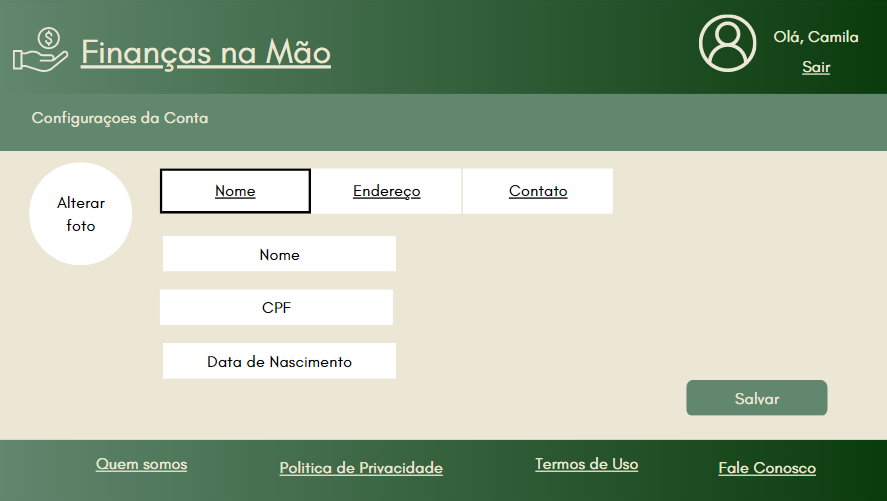 $
Finanças na Mão
Olá, Camila
Sair
Configuraçoes da Conta
Alterar
foto
Nome
Endereço
Contato
Nome
CPF
Data de Nascimento
Salvar
Quem somos
Politica de Privacidade
Termos de Uso
Fale Conosco